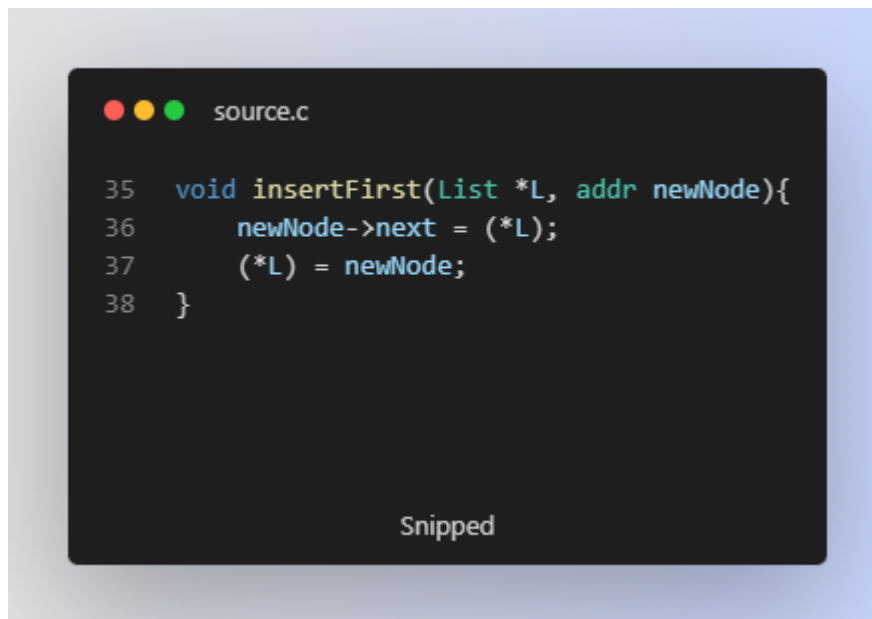 source.c
35 void insertFirst(List *L, addr newNode){
36 newNode->next = (*L);
37 (*L) = newNode;
38 }
Snipped